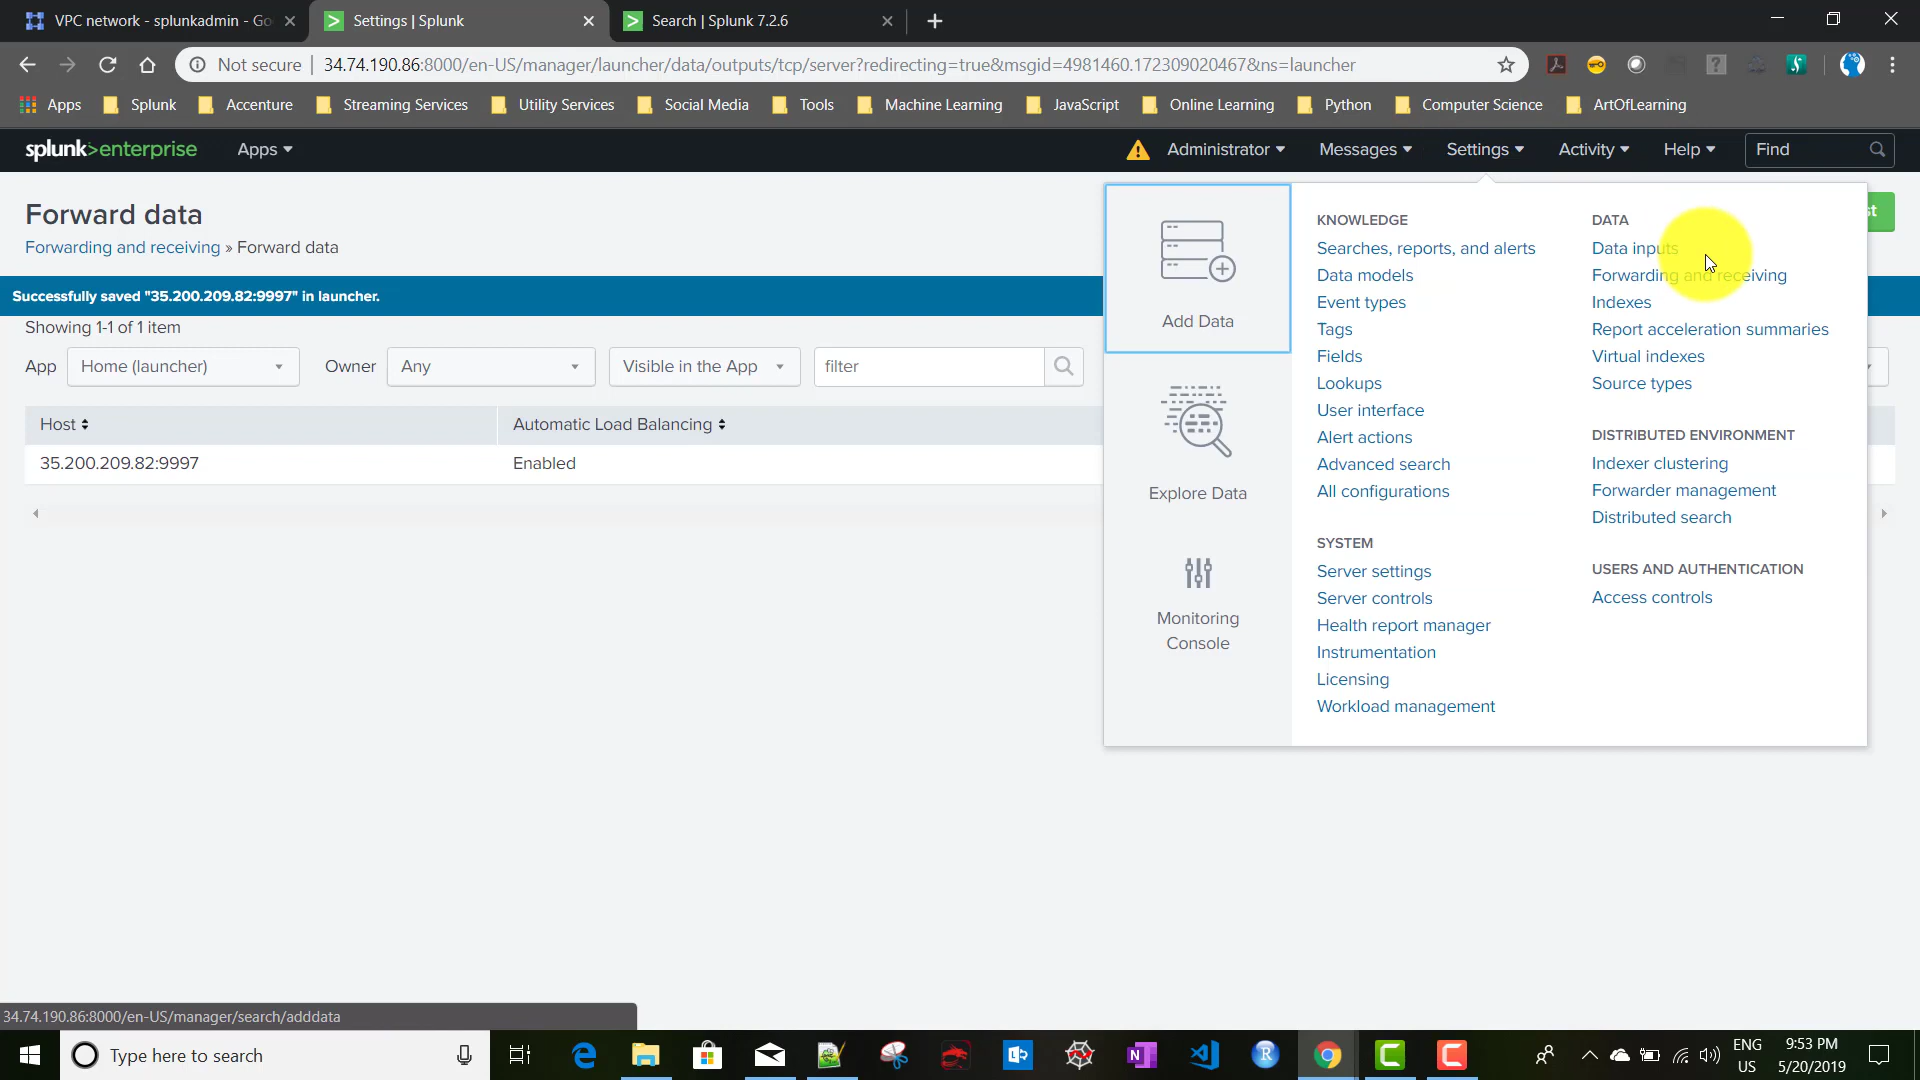 VPC network - splunkadmin - Go
Settings | Splunk
Search | Splunk 7.2.6
Not secure | 34.74.190.86:8000/en-US/manager/launcher/data/outputs/tcp/server?redirecting=true&msgid=4981460.172309020467&ns=launcher
Apps Splunk Accenture Streaming Services Utility Services Social Media Tools Machine Learning JavaScript Online Learning Python Computer Science ArtOfLearning
splunk>enterprise Apps Administrator Messages Settings Activity Help Find
Forward data
Forwarding and receiving » Forward data
Successfully saved "35.200.209.82:9997" in launcher.
Showing 1-1 of 1 item
App Home (launcher) Owner Any Visible in the App filter
Host Automatic Load Balancing
35.200.209.82:9997 Enabled
Add Data
Explore Data
Monitoring
Console
KNOWLEDGE
Searches, reports, and alerts
Data models
Event types
Tags
Fields
Lookups
User interface
Alert actions
Advanced search
All configurations
SYSTEM
Server settings
Server controls
Health report manager
Instrumentation
Licensing
Workload management
DATA
Data inputs
Forwarding and receiving
Indexes
Report acceleration summaries
Virtual indexes
Source types
DISTRIBUTED ENVIRONMENT
Indexer clustering
Forwarder management
Distributed search
USERS AND AUTHENTICATION
Access controls
34.74.190.86:8000/en-US/manager/search/adddata
Type here to search
ENG
US
9:53 PM
5/20/2019